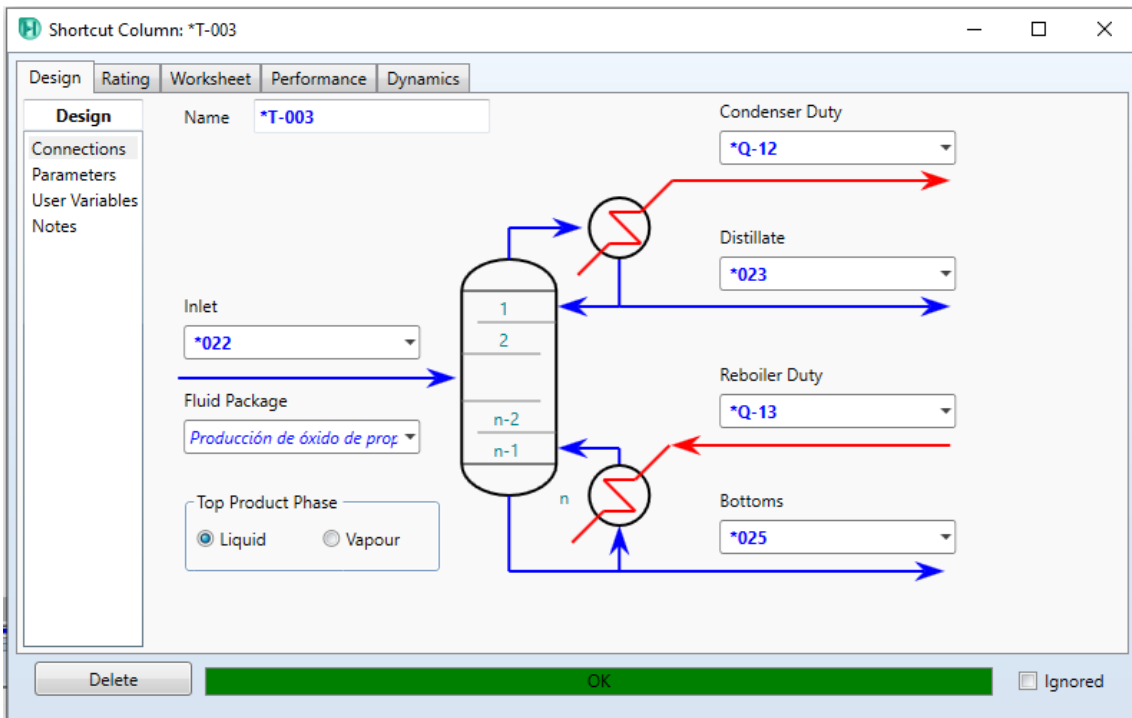 Shortcut Column: *T-003
Design Rating Worksheet Performance Dynamics
Design
Connections
Parameters
User Variables
Notes
Name *T-003
Condenser Duty
*Q-12
Distillate
*023
Inlet
*022
Fluid Package
Producción de óxido de prop
1
2
n-2
n-1
n
Reboiler Duty
*Q-13
Top Product Phase
Liquid Vapour
Bottoms
*025
Delete
OK
Ignored